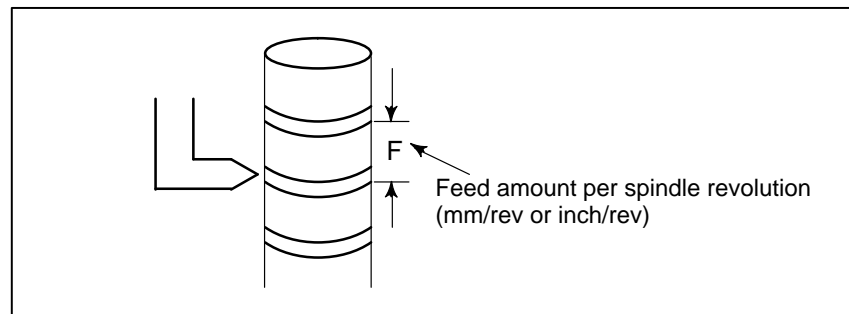 F
Feed amount per spindle revolution
(mm/rev or inch/rev)